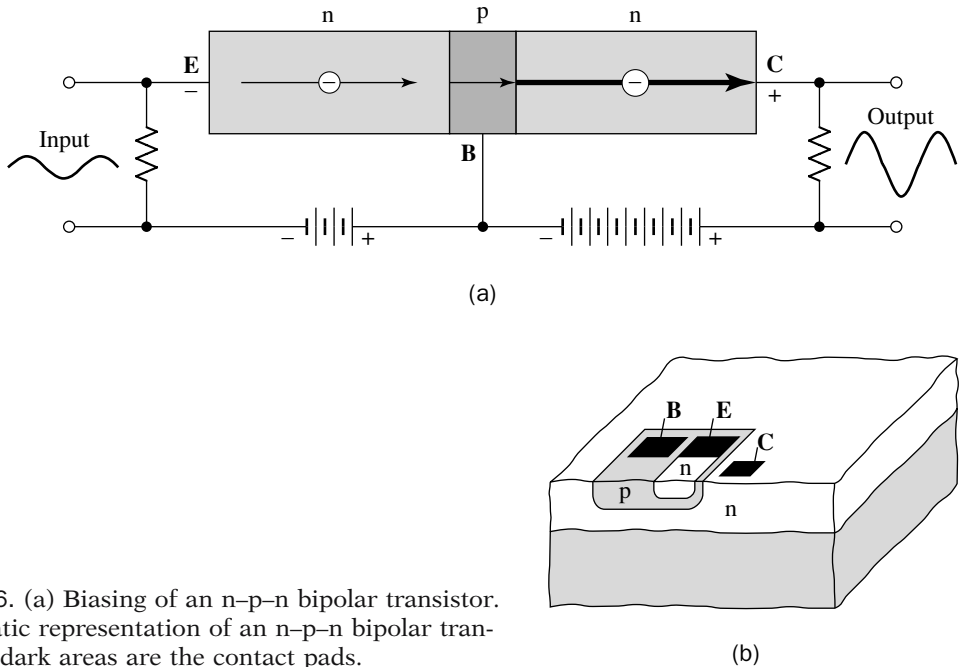 n p n
E C
− − − +
Input Output
B
− + − +
(a)
B E
C
n
p n
6. (a) Biasing of an n–p–n bipolar transistor.
atic representation of an n–p–n bipolar tran-
dark areas are the contact pads.
(b)